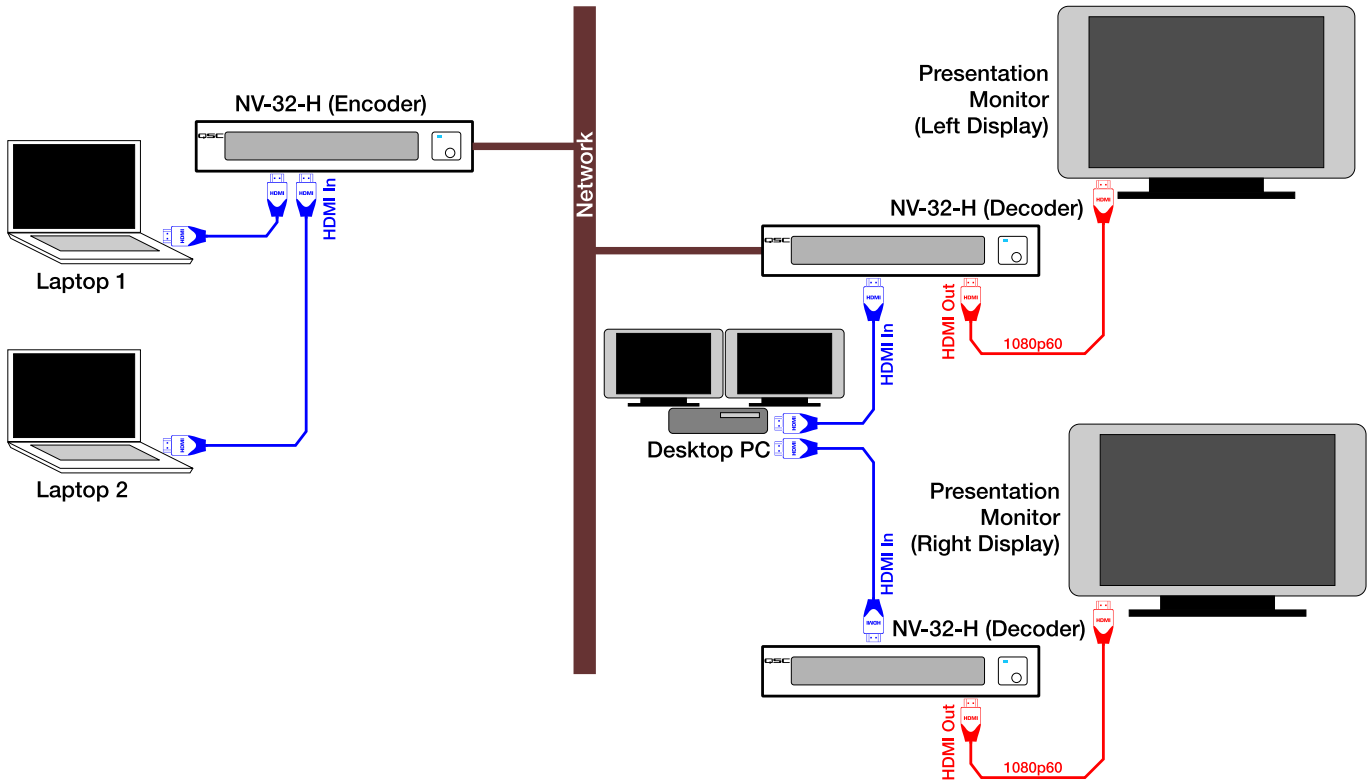 NV-32-H (Encoder)
QSC
HDMI
HDMI
HDMI In
HDMI
Laptop 1
HDMI
Laptop 2
Network
Presentation
Monitor
(Left Display)
HDMI
NV-32-H (Decoder)
QSC
HDMI
HDMI In
HDMI
HDMI Out
1080p60
HDMI
Desktop PC
HDMI
HDMI In
HDMI
Presentation
Monitor
(Right Display)
HDMI
NV-32-H (Decoder)
QSC
HDMI
HDMI Out
1080p60